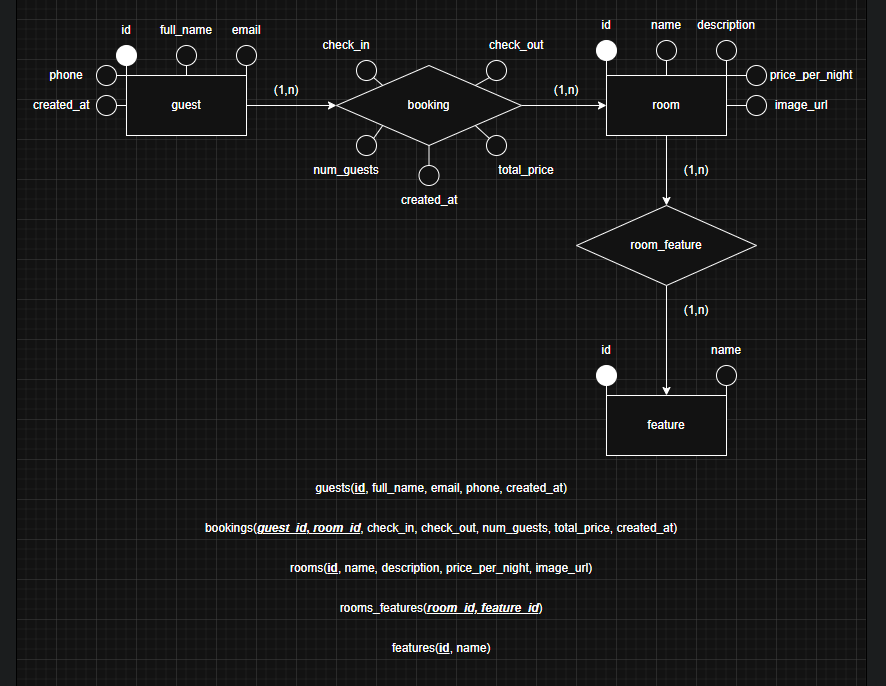 id full_name email
phone
created_at
guest
(1,n)
check_in check_out
booking
num_guests total_price
created_at
(1,n)
id name description
price_per_night
image_url
room
(1,n)
room_feature
(1,n)
id name
feature
guests(id, full_name, email, phone, created_at)
bookings(guest_id, room_id, check_in, check_out, num_guests, total_price, created_at)
rooms(id, name, description, price_per_night, image_url)
rooms_features(room_id, feature_id)
features(id, name)